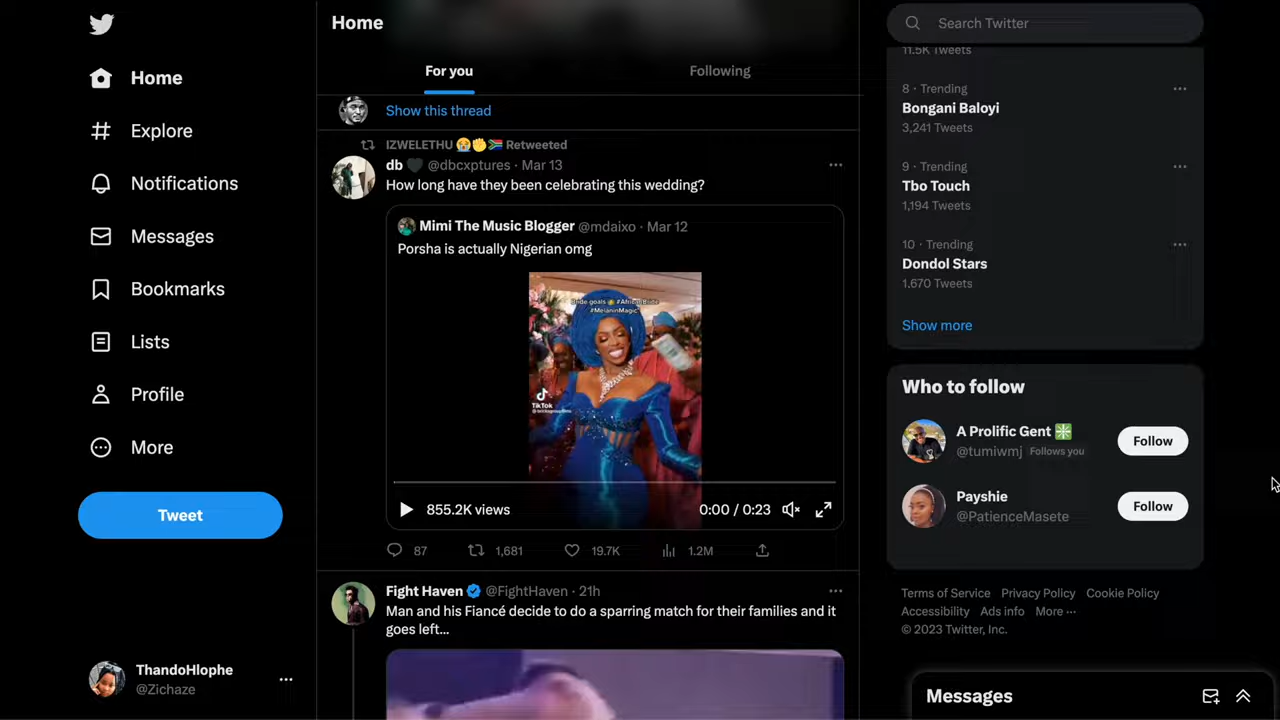 Home
Explore
Notifications
Messages
Bookmarks
Lists
Profile
More
Tweet
ThandoHlophe
@Zichaze
Home
For you
Following
Show this thread
IZWELETHU 😭✊🇿🇦 Retweeted
db 🖤 @dbcxptures · Mar 13
How long have they been celebrating this wedding?
Mimi The Music Blogger @mdaixo · Mar 12
Porsha is actually Nigerian omg
#MelaninMagic
TikTok
855.2K views
0:00 / 0:23
87
1,681
19.7K
1.2M
Fight Haven @FightHaven · 21h
Man and his Fiancé decide to do a sparring match for their families and it
goes left...
Search Twitter
11.5K Tweets
8 · Trending
Bongani Baloyi
3,241 Tweets
9 · Trending
Tbo Touch
1,194 Tweets
10 · Trending
Dondol Stars
1,670 Tweets
Show more
Who to follow
A Prolific Gent ❇️
@tumiwmj Follows you
Follow
Payshie
@PatienceMasete
Follow
Terms of Service Privacy Policy Cookie Policy
Accessibility Ads info More ···
© 2023 Twitter, Inc.
Messages